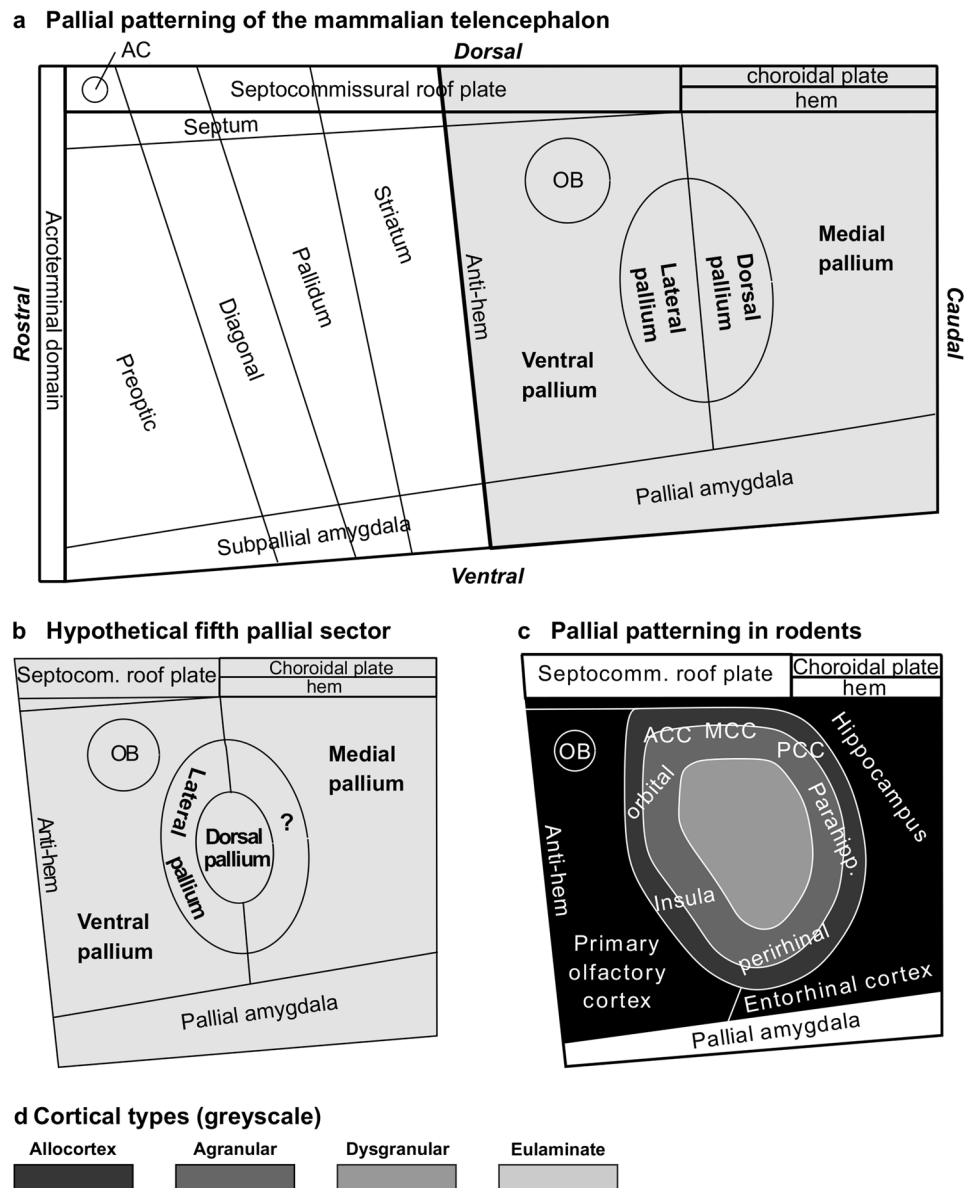 a Pallial patterning of the mammalian telencephalon
AC
Dorsal
Septocommissural roof plate
choroidal plate
hem
Septum
OB
Acroterminal domain
Rostral
Preoptic
Diagonal
Pallidum
Striatum
Anti-hem
Ventral
pallium
Lateral
pallium
Dorsal
pallium
Medial
pallium
Caudal
Subpallial amygdala
Pallial amygdala
Ventral
b Hypothetical fifth pallial sector
Septocom. roof plate
Choroidal plate
hem
OB
Anti-hem
Lateral
pallium
Dorsal
pallium
?
Medial
pallium
Ventral
pallium
Pallial amygdala
c Pallial patterning in rodents
Septocomm. roof plate
Choroidal plate
hem
OB
ACC
MCC
PCC
Hippocampus
orbital
Parahipp.
Anti-hem
Insula
perirhinal
Primary
olfactory
cortex
Entorhinal cortex
Pallial amygdala
d Cortical types (greyscale)
Allocortex
Agranular
Dysgranular
Eulaminate